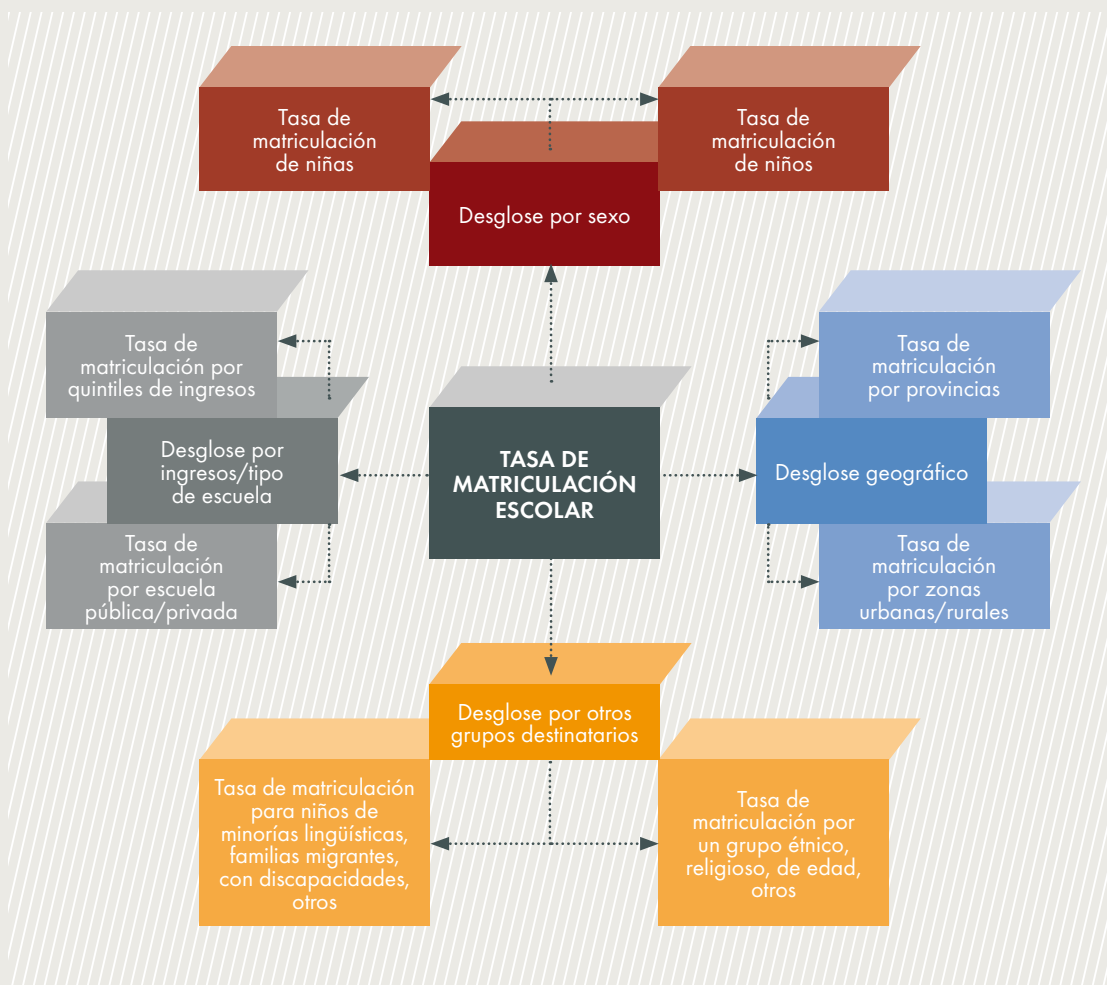 Tasa de
matriculación
de niñas
Tasa de
matriculación
de niños
Desglose por sexo
Tasa de
matriculación por
quintiles de ingresos
Desglose por
ingresos/tipo
de escuela
Tasa de
matriculación
por escuela
pública/privada
TASA DE
MATRICULACIÓN
ESCOLAR
Tasa de
matriculación
por provincias
Desglose geográfico
Tasa de
matriculación
por zonas
urbanas/rurales
Desglose por otros
grupos destinatarios
Tasa de matriculación
para niños de
minorías lingüísticas,
familias migrantes,
con discapacidades,
otros
Tasa de
matriculación por
un grupo étnico,
religioso, de edad,
otros